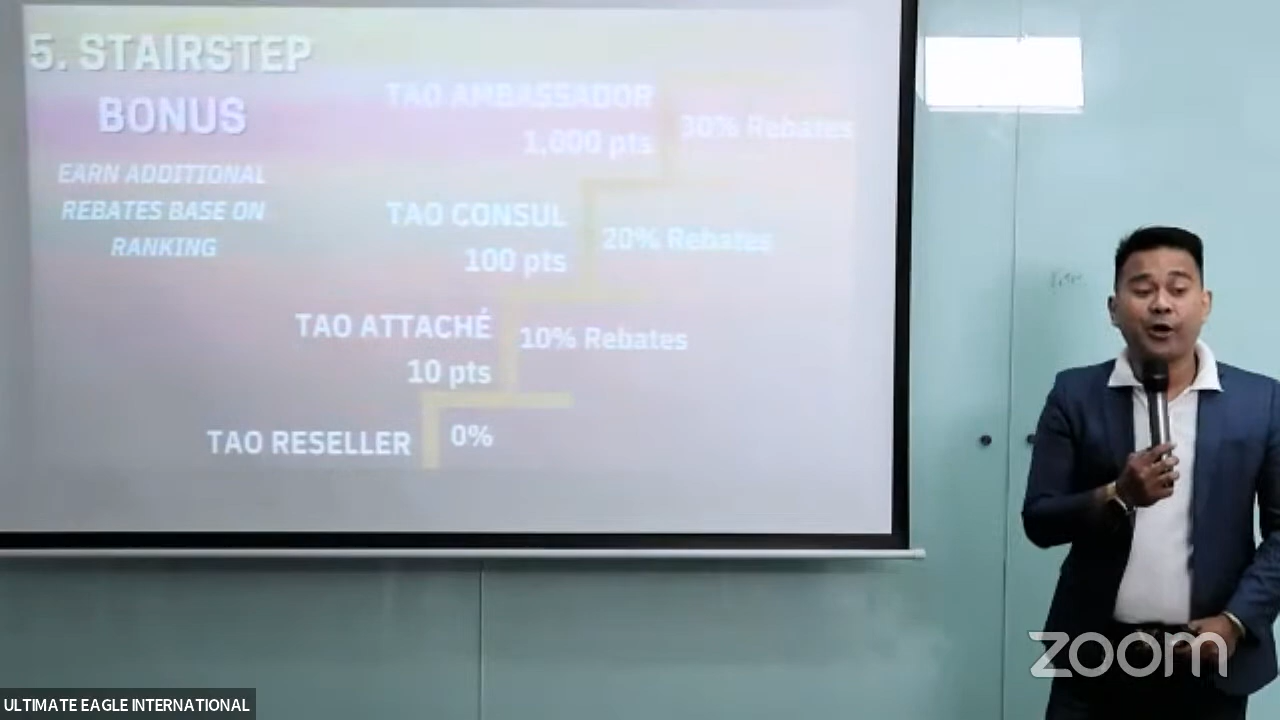 5. STAIRSTEP
BONUS
EARN ADDITIONAL
REBATES BASE ON
RANKING
TAO AMBASSADOR
1,000 pts
30% Rebates
TAO CONSUL
100 pts
20% Rebates
TAO ATTACHÉ
10 pts
10% Rebates
TAO RESELLER
0%
zoom
ULTIMATE EAGLE INTERNATIONAL